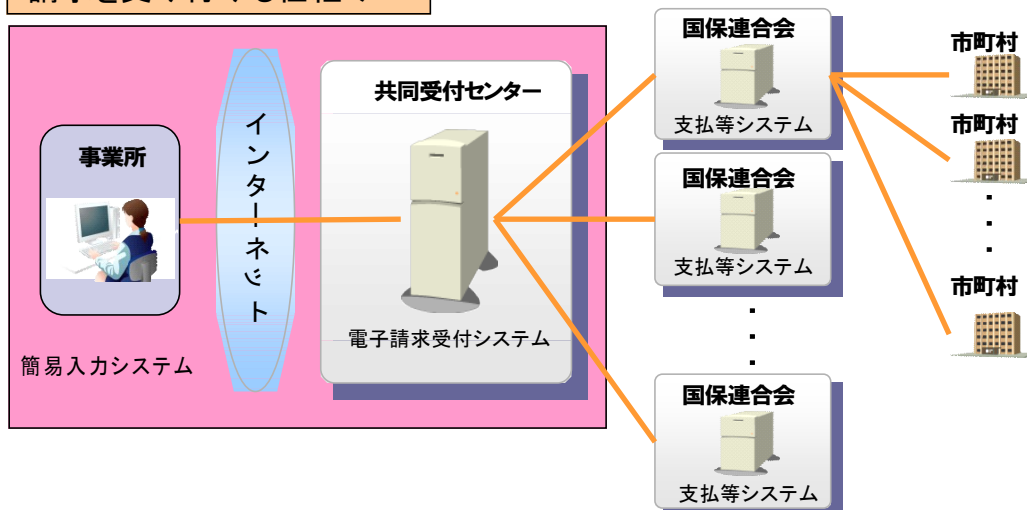 事業所
簡易入力システム
インターネット
共同受付センター
電子請求受付システム
国保連合会
支払等システム
国保連合会
支払等システム
国保連合会
支払等システム
市町村
市町村
市町村